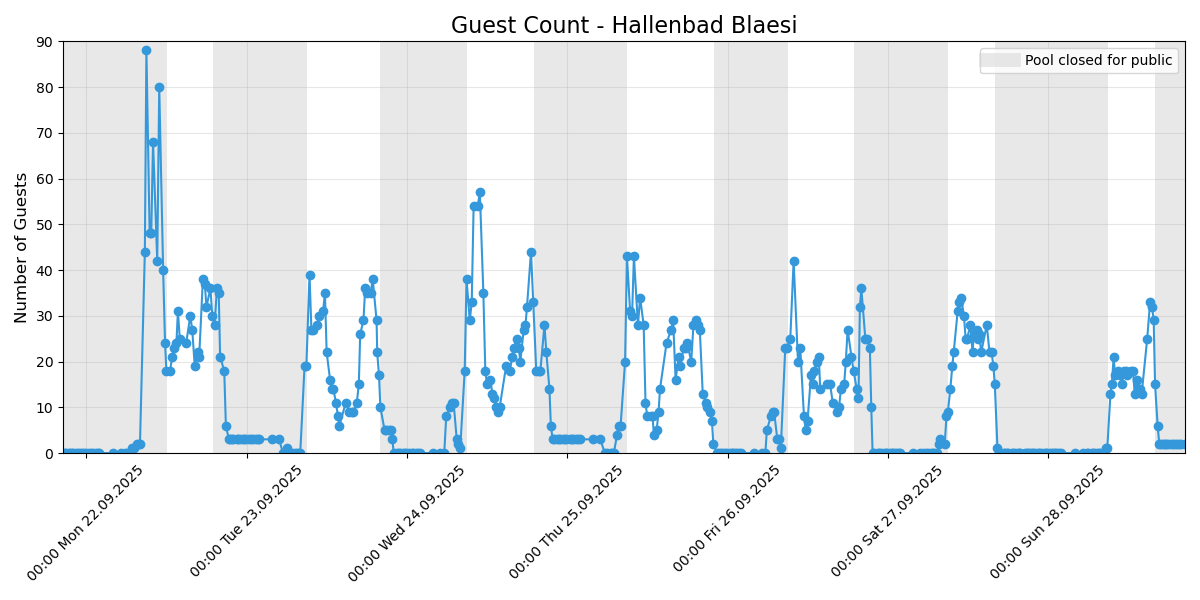 Guest Count - Hallenbad Blaesi
Pool closed for public
Number of Guests
90
80
70
60
50
40
30
20
10
0
00:00 Mon 22.09.2025
00:00 Tue 23.09.2025
00:00 Wed 24.09.2025
00:00 Thu 25.09.2025
00:00 Fri 26.09.2025
00:00 Sat 27.09.2025
00:00 Sun 28.09.2025